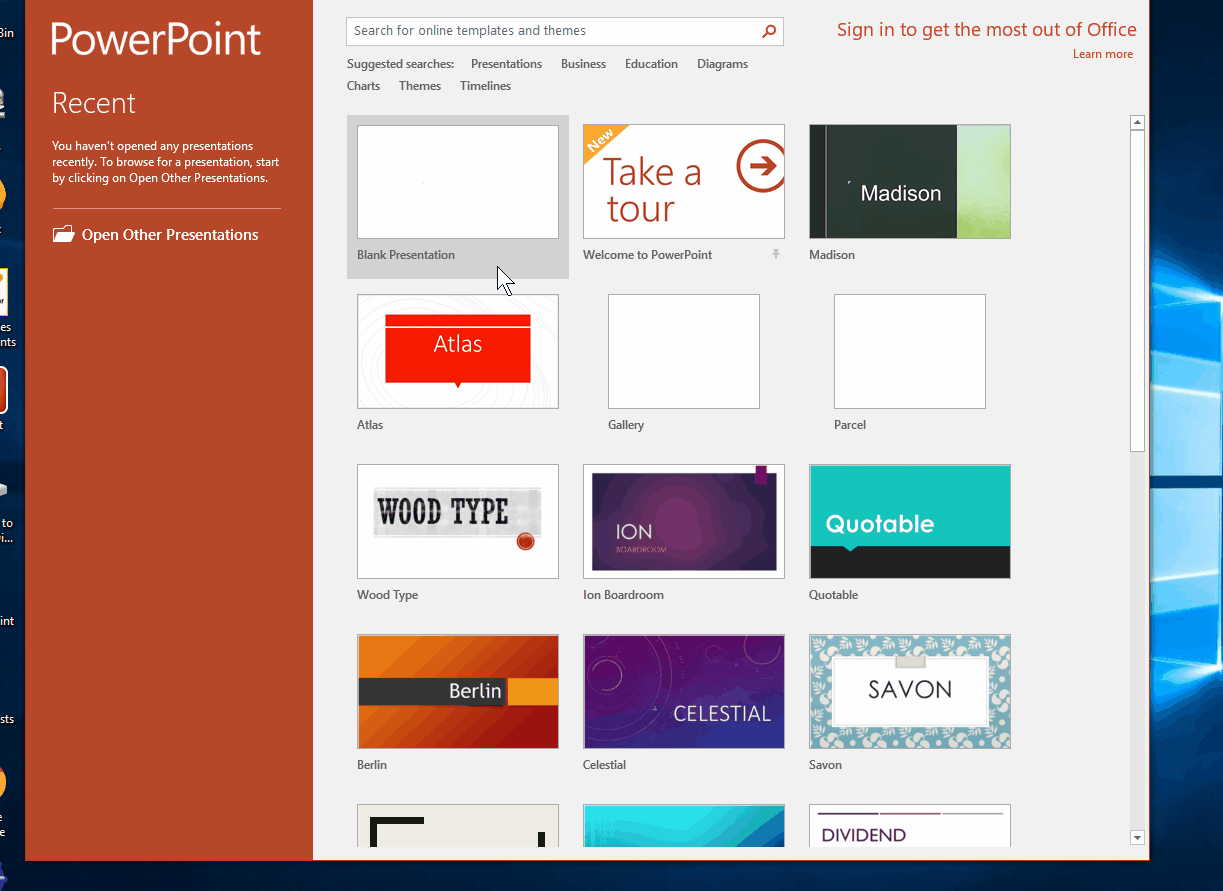 PowerPoint
Recent
You haven't opened any presentations
recently. To browse for a presentation, start
by clicking on Open Other Presentations.
Open Other Presentations
Search for online templates and themes
Suggested searches: Presentations Business Education Diagrams
Charts Themes Timelines
Sign in to get the most out of Office
Learn more
Blank Presentation
New
Take a
tour
Welcome to PowerPoint
Madison
Madison
Atlas
Atlas
Gallery
Parcel
WOOD TYPE
Wood Type
ION
BOARDROOM
Ion Boardroom
Quotable
Quotable
Berlin
Berlin
CELESTIAL
Celestial
SAVON
Savon
DIVIDEND
Bin
es
nts
t
to
i...
int
sts
e
e